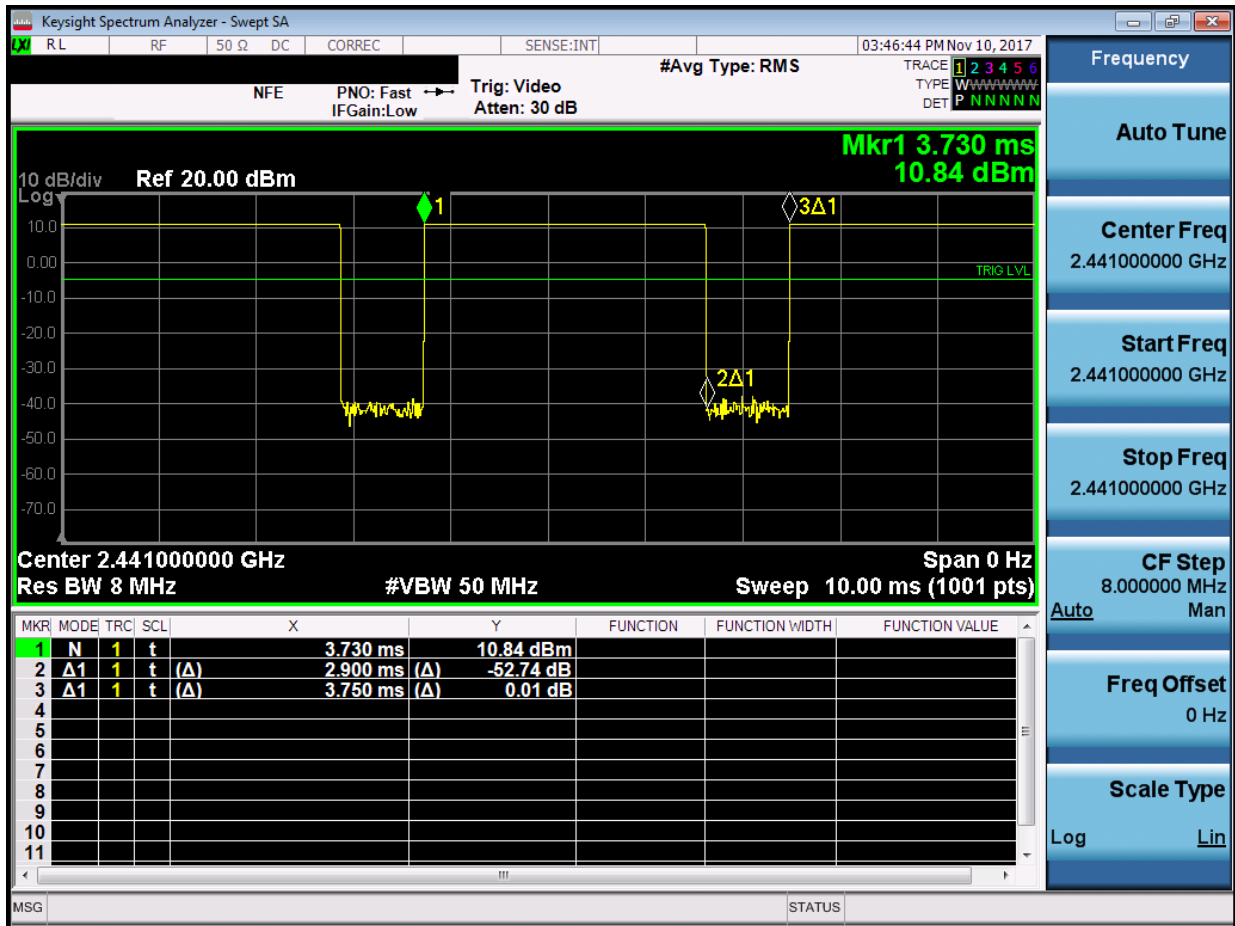 Keysight Spectrum Analyzer - Swept SA
LXI RL RF 50 Ω DC CORREC SENSE:INT 03:46:44 PM Nov 10, 2017
#Avg Type: RMS TRACE 1 2 3 4 5 6
NFE PNO: Fast Trig: Video TYPE WWWWWW
IFGain:Low Atten: 30 dB DET P N N N N N
Mkr1 3.730 ms
10 dB/div Ref 20.00 dBm 10.84 dBm
Log
1
3Δ1
10.0
0.00
TRIG LVL
-10.0
-20.0
-30.0
2Δ1
-40.0
-50.0
-60.0
-70.0
Center 2.441000000 GHz Span 0 Hz
Res BW 8 MHz #VBW 50 MHz Sweep 10.00 ms (1001 pts)
MKR MODE TRC SCL X Y FUNCTION FUNCTION WIDTH FUNCTION VALUE
1 N 1 t 3.730 ms 10.84 dBm
2 Δ1 1 t (Δ) 2.900 ms (Δ) -52.74 dB
3 Δ1 1 t (Δ) 3.750 ms (Δ) 0.01 dB
4
5
6
7
8
9
10
11
MSG STATUS
Frequency
Auto Tune
Center Freq
2.441000000 GHz
Start Freq
2.441000000 GHz
Stop Freq
2.441000000 GHz
CF Step
8.000000 MHz
Auto Man
Freq Offset
0 Hz
Scale Type
Log Lin